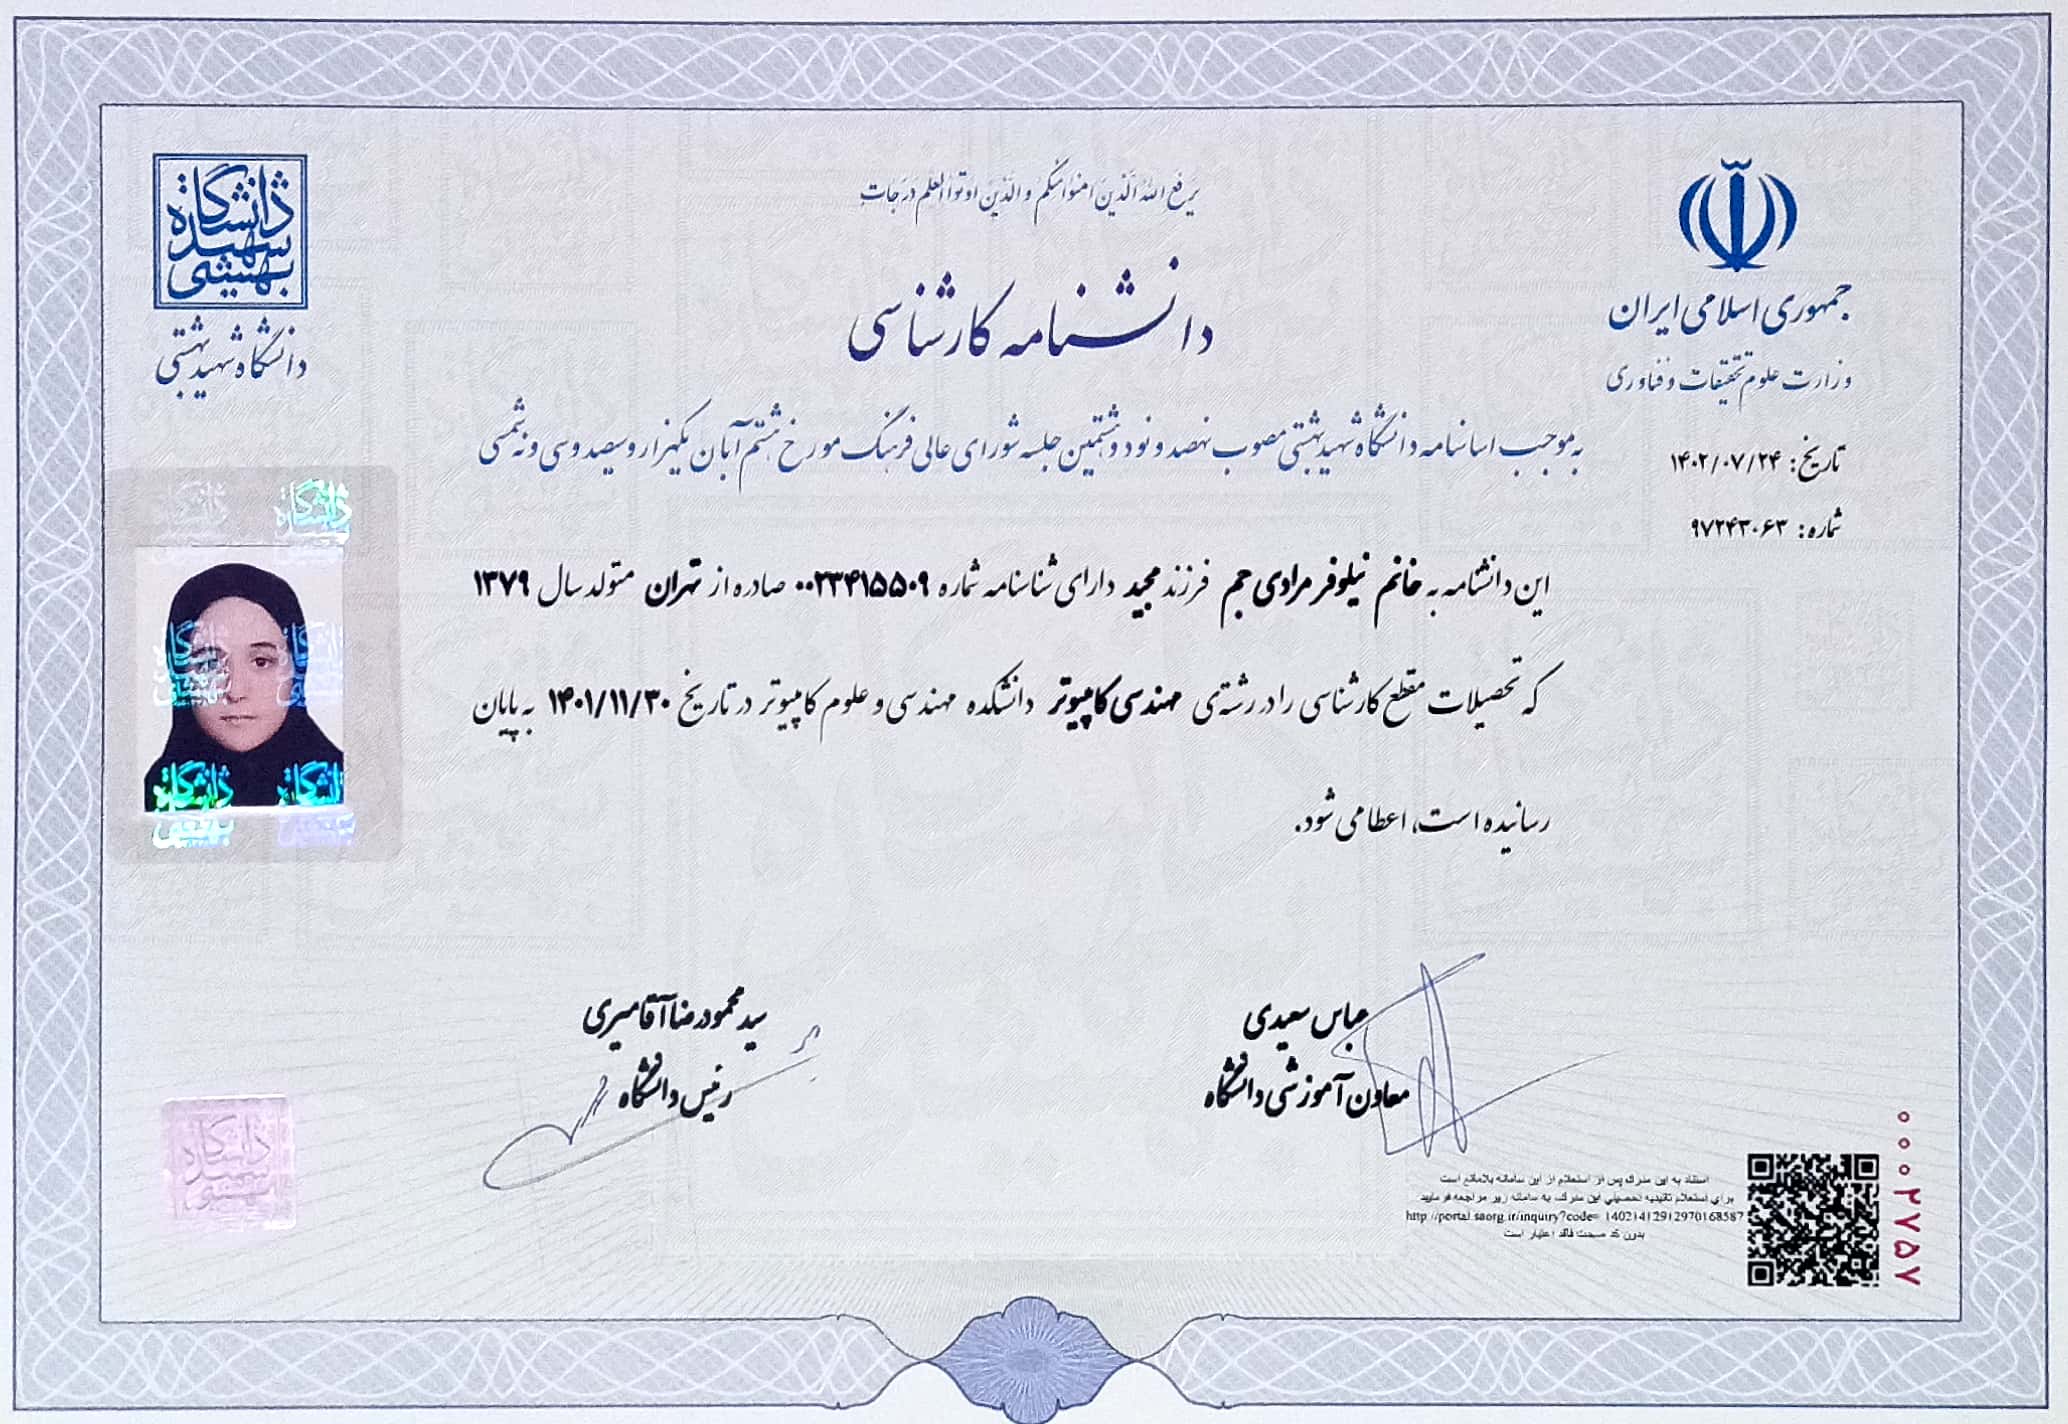 یرفع الله الذین امنوا منکم والذین اوتوا العلم درجات
دانشنامه کارشناسی
جمهوری اسلامی ایران
وزارت علوم تحقیقات و فناوری
تاریخ: ۱۴۰۲/۰۷/۲۴
شماره: ۹۷۲۴۳۰۶۳
دانشگاه شهید بهشتی
دانشگاه شهید بهشتی
به موجب اساسنامه دانشگاه شهید بهشتی مصوب نهصد و نود و هشتمین جلسه شورای عالی فرهنگ مورخ هشتم آبان یکهزار و سیصد و سی و نه شمسی
این دانشنامه به خانم نیلوفر مرادی جم فرزند مجید دارای شناسنامه شماره ۰۰۲۳۴۱۵۵۰۹ صادره از تهران متولد سال ۱۳۷۹
که تحصیلات مقطع کارشناسی را در رشته‌ی مهندسی کامپیوتر دانشکده مهندسی و علوم کامپیوتر در تاریخ ۱۴۰۱/۱۱/۳۰ به پایان
رسانیده است، اعطا می شود.
عباس سعیدی
معاون آموزشی دانشگاه
سید محمودرضا آقامیری
رئیس دانشگاه
استناد به این مدرک پس از استعلام از این سامانه بلامانع است
برای استعلام تائیدیه تحصیلی این مدرک، به سامانه زیر مراجعه فرمایید
http://portal.saorg.ir/inquiry?code= 14021412912970168587
بدون کد صحت فاقد اعتبار است
۰۰۰۲۷۵۷
دانشگاه شهید بهشتی